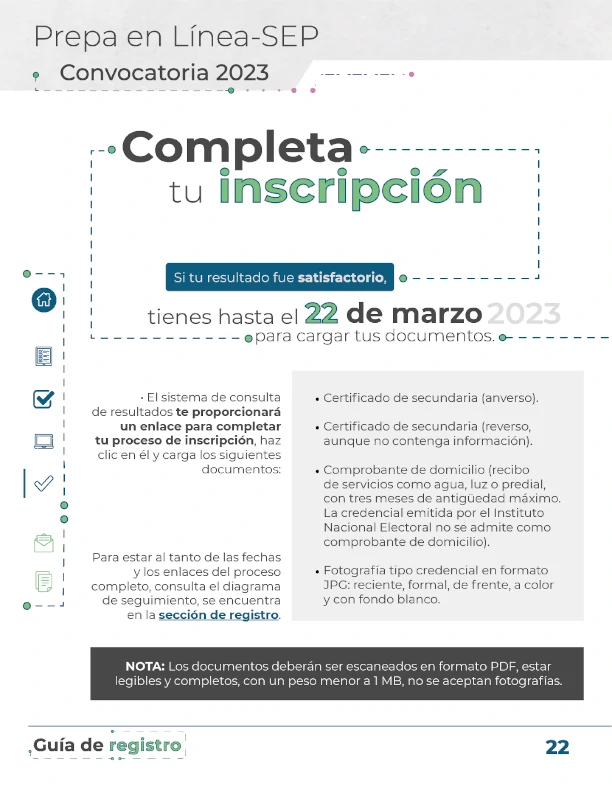 Prepa en Línea-SEP
Convocatoria 2023
Completa
tu inscripción
Si tu resultado fue satisfactorio,
tienes hasta el 22 de marzo 2023
para cargar tus documentos.
• El sistema de consulta
de resultados te proporcionará
un enlace para completar
tu proceso de inscripción, haz
clic en él y carga los siguientes
documentos:
Para estar al tanto de las fechas
y los enlaces del proceso
completo, consulta el diagrama
de seguimiento, se encuentra
en la sección de registro.
• Certificado de secundaria (anverso).
• Certificado de secundaria (reverso,
aunque no contenga información).
• Comprobante de domicilio (recibo
de servicios como agua, luz o predial,
con tres meses de antigüedad máximo.
La credencial emitida por el Instituto
Nacional Electoral no se admite como
comprobante de domicilio).
• Fotografía tipo credencial en formato
JPG: reciente, formal, de frente, a color
y con fondo blanco.
NOTA: Los documentos deberán ser escaneados en formato PDF, estar
legibles y completos, con un peso menor a 1 MB, no se aceptan fotografías.
Guía de registro
22